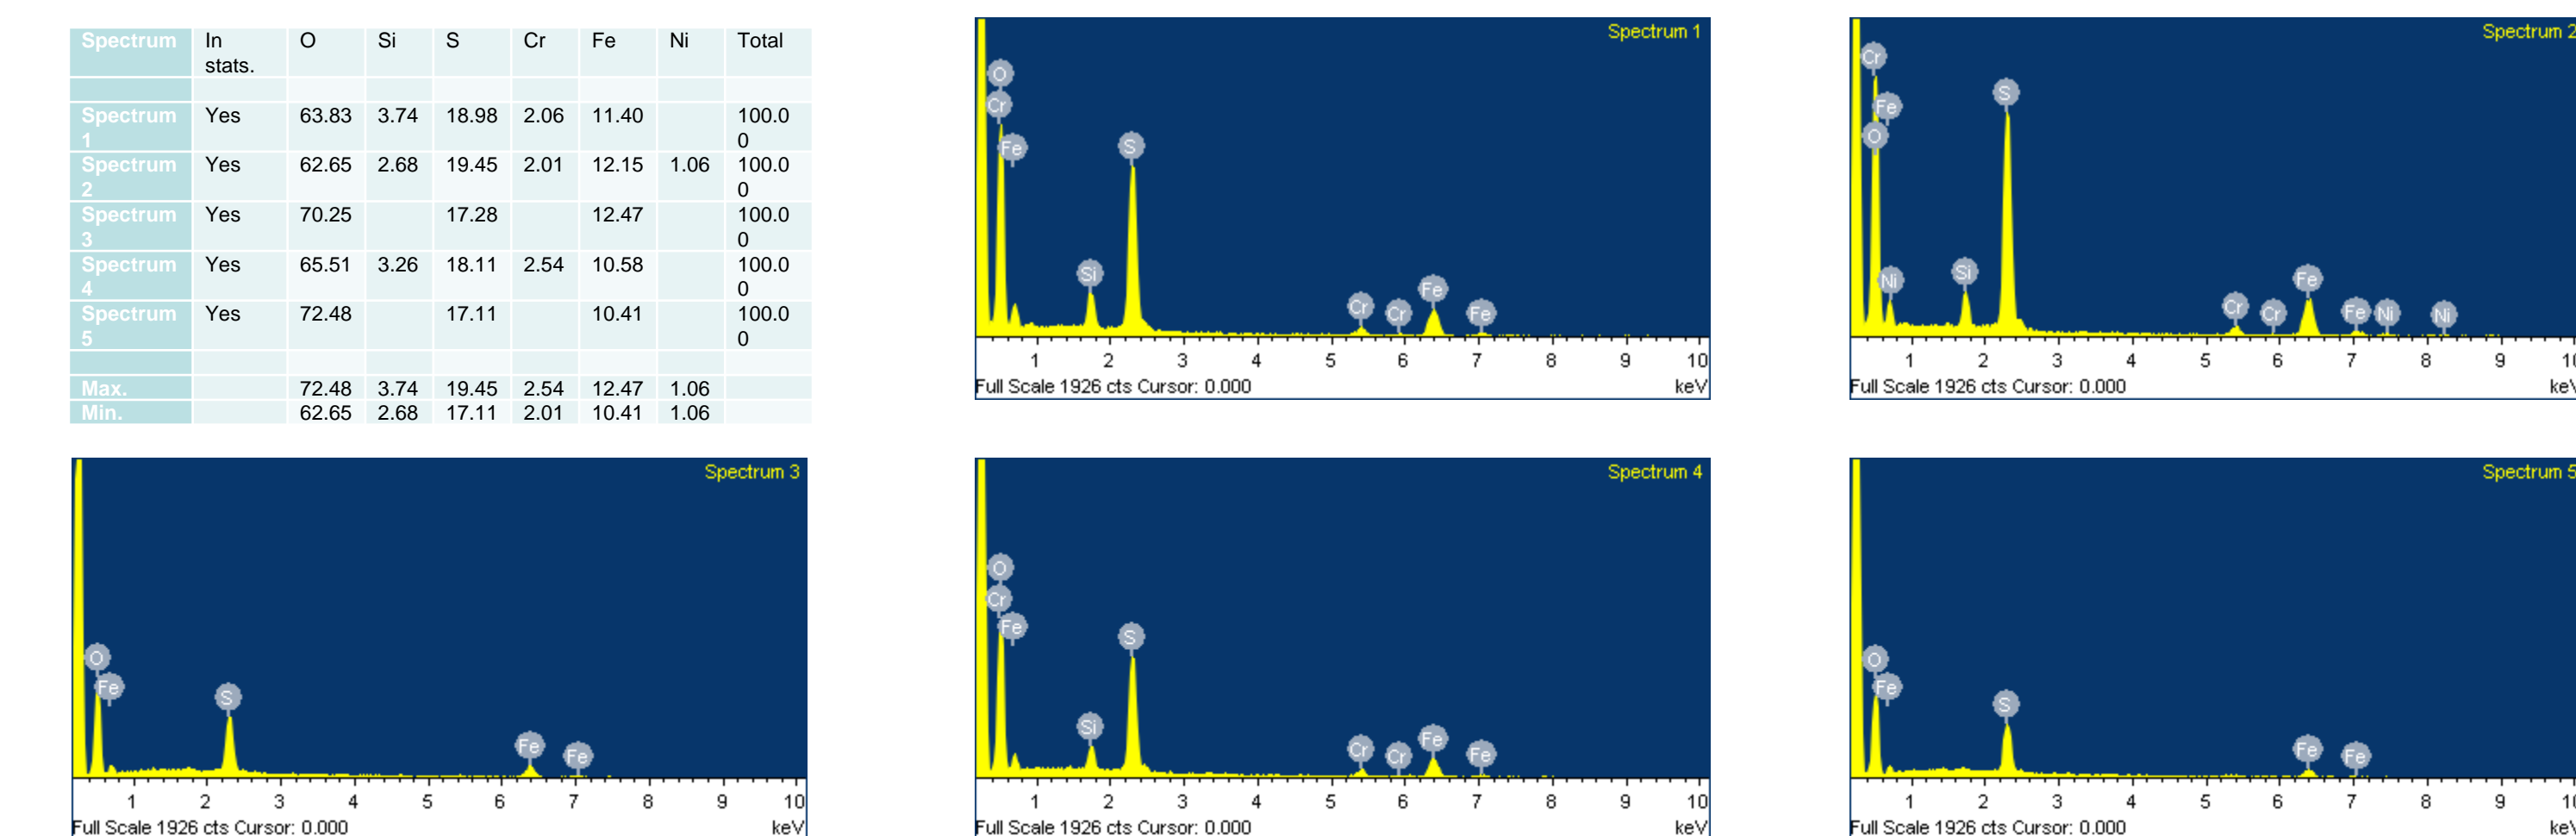 Spectrum In stats. O Si S Cr Fe Ni Total
Spectrum 1 Yes 63.83 3.74 18.98 2.06 11.40 100.00
Spectrum 2 Yes 62.65 2.68 19.45 2.01 12.15 1.06 100.00
Spectrum 3 Yes 70.25 17.28 12.47 100.00
Spectrum 4 Yes 65.51 3.26 18.11 2.54 10.58 100.00
Spectrum 5 Yes 72.48 17.11 10.41 100.00
Max. 72.48 3.74 19.45 2.54 12.47 1.06
Min. 62.65 2.68 17.11 2.01 10.41 1.06
Spectrum 1
O
Cr
Fe
S
Si
Cr Cr Fe Fe
1 2 3 4 5 6 7 8 9 10
Full Scale 1926 cts Cursor: 0.000 keV
Spectrum 2
Cr
Fe
O
S
Ni Si
Cr Cr Fe Fe Ni Ni
1 2 3 4 5 6 7 8 9 10
Full Scale 1926 cts Cursor: 0.000 keV
Spectrum 3
O
Fe
S
Fe Fe
1 2 3 4 5 6 7 8 9 10
Full Scale 1926 cts Cursor: 0.000 keV
Spectrum 4
O
Cr
Fe
S
Si
Cr Cr Fe Fe
1 2 3 4 5 6 7 8 9 10
Full Scale 1926 cts Cursor: 0.000 keV
Spectrum 5
O
Fe
S
Fe Fe
1 2 3 4 5 6 7 8 9 10
Full Scale 1926 cts Cursor: 0.000 keV